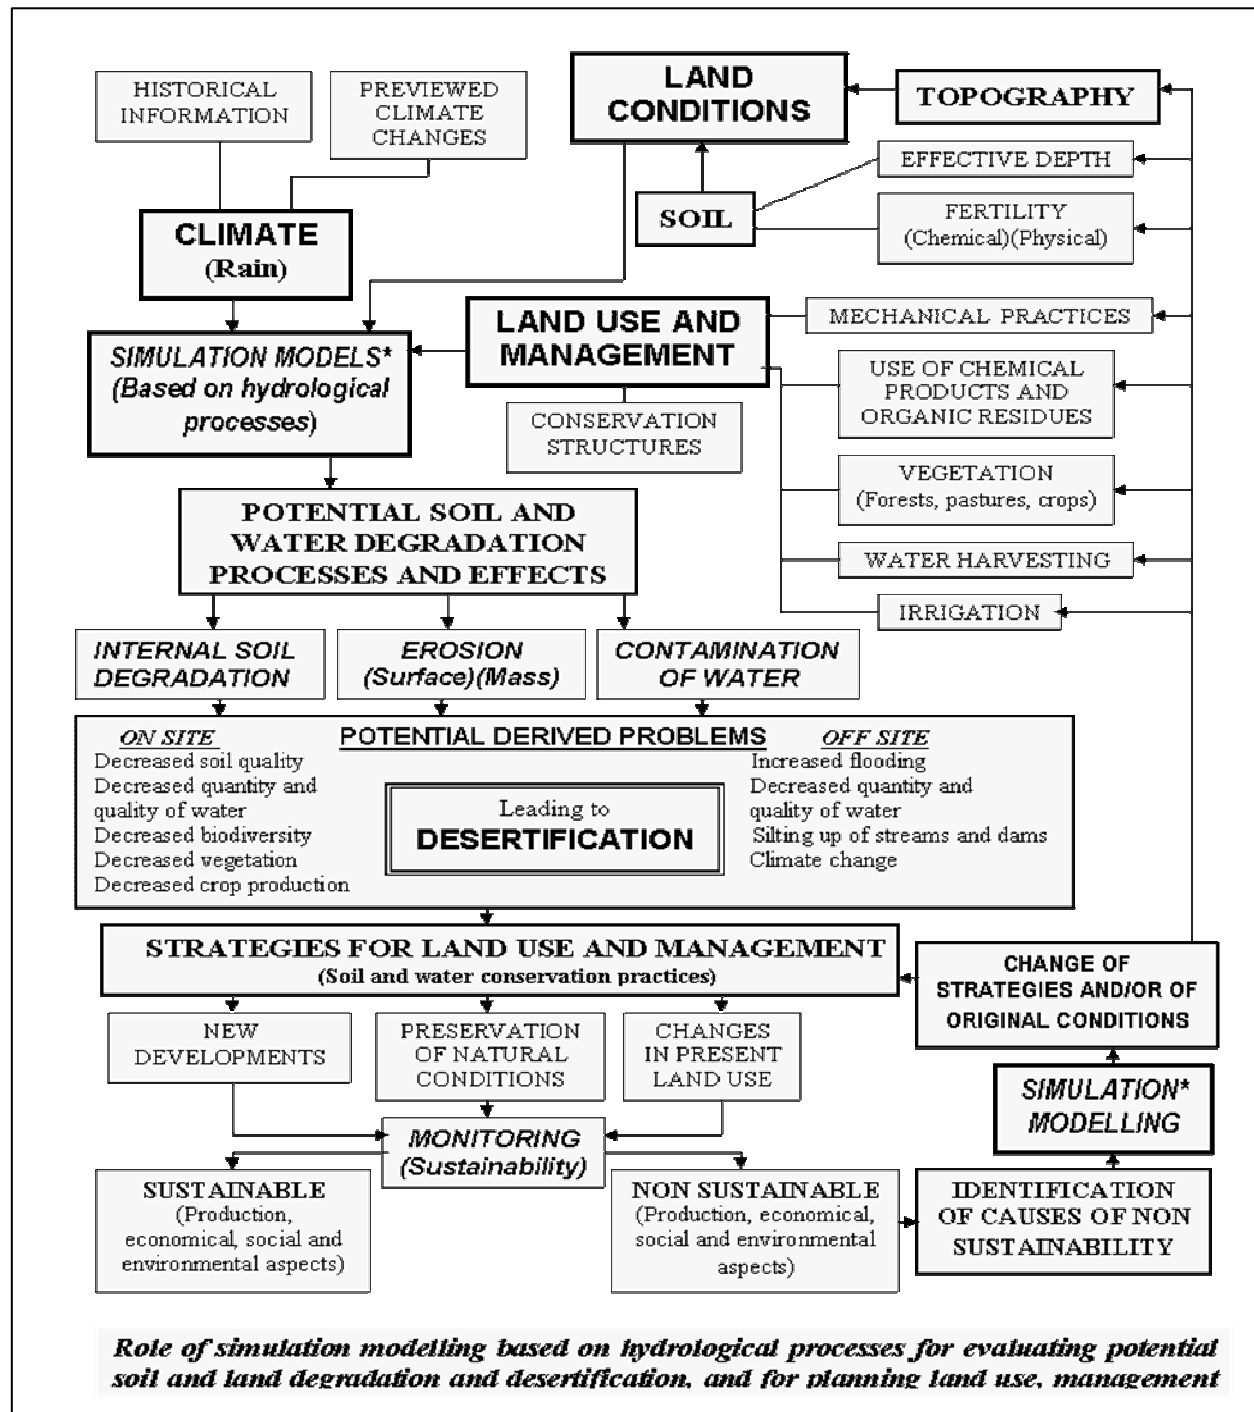 HISTORICAL
INFORMATION
PREVIEWED
CLIMATE
CHANGES
LAND
CONDITIONS
TOPOGRAPHY
EFFECTIVE DEPTH
SOIL
FERTILITY
(Chemical)(Physical)
CLIMATE
(Rain)
LAND USE AND
MANAGEMENT
MECHANICAL PRACTICES
SIMULATION MODELS*
(Based on hydrological
processes)
USE OF CHEMICAL
PRODUCTS AND
ORGANIC RESIDUES
CONSERVATION
STRUCTURES
VEGETATION
(Forests, pastures, crops)
POTENTIAL SOIL AND
WATER DEGRADATION
PROCESSES AND EFFECTS
WATER HARVESTING
IRRIGATION
INTERNAL SOIL
DEGRADATION
EROSION
(Surface)(Mass)
CONTAMINATION
OF WATER
POTENTIAL DERIVED PROBLEMS
ON SITE
Decreased soil quality
Decreased quantity and
quality of water
Decreased biodiversity
Decreased vegetation
Decreased crop production
Leading to
DESERTIFICATION
OFF SITE
Increased flooding
Decreased quantity and
quality of water
Silting up of streams and dams
Climate change
STRATEGIES FOR LAND USE AND MANAGEMENT
(Soil and water conservation practices)
CHANGE OF
STRATEGIES AND/OR OF
ORIGINAL CONDITIONS
NEW
DEVELOPMENTS
PRESERVATION
OF NATURAL
CONDITIONS
CHANGES
IN PRESENT
LAND USE
SIMULATION*
MODELLING
MONITORING
(Sustainability)
SUSTAINABLE
(Production,
economical, social and
environmental aspects)
NON SUSTAINABLE
(Production, economical,
social and environmental
aspects)
IDENTIFICATION
OF CAUSES OF NON
SUSTAINABILITY
Role of simulation modelling based on hydrological processes for evaluating potential
soil and land degradation and desertification, and for planning land use, management